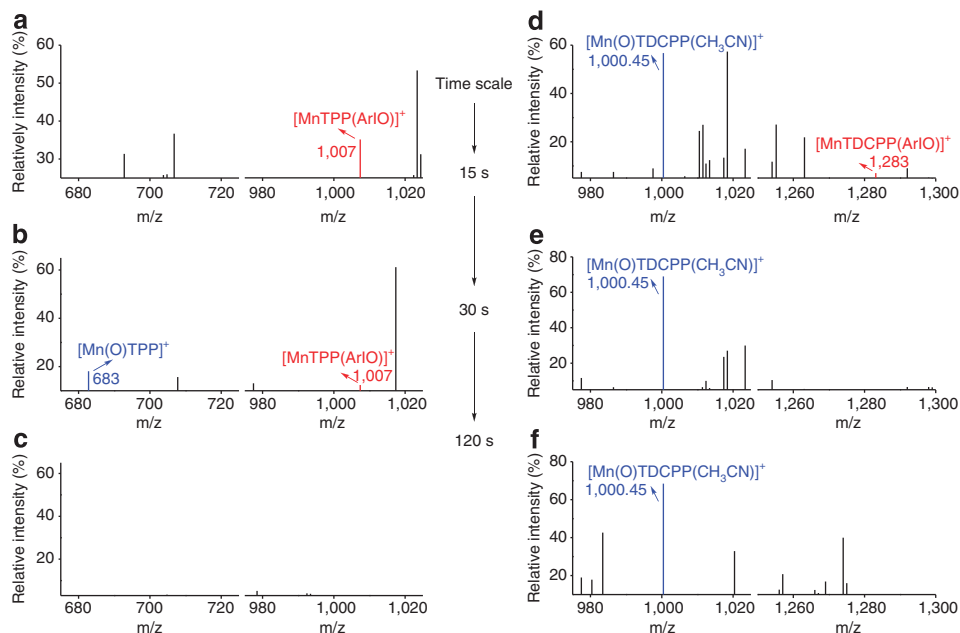 a
Relatively intensity (%)
60
50
40
30
[MnTPP(ArIO)]⁺
1,007
680
700
720
980
1,000
1,020
m/z
m/z
b
Relative intensity (%)
60
40
20
[Mn(O)TPP]⁺
683
[MnTPP(ArIO)]⁺
1,007
680
700
720
980
1,000
1,020
m/z
m/z
c
Relative intensity (%)
60
40
20
680
700
720
980
1,000
1,020
m/z
m/z
Time scale
15 s
30 s
120 s
d
Relative intensity (%)
60
40
20
[Mn(O)TDCPP(CH₃CN)]⁺
1,000.45
[MnTDCPP(ArIO)]⁺
1,283
980
1,000
1,020
1,260
1,280
1,300
m/z
m/z
e
Relative intensity (%)
80
60
40
20
[Mn(O)TDCPP(CH₃CN)]⁺
1,000.45
980
1,000
1,020
1,260
1,280
1,300
m/z
m/z
f
Relative intensity (%)
80
60
40
20
[Mn(O)TDCPP(CH₃CN)]⁺
1,000.45
980
1,000
1,020
1,260
1,280
1,300
m/z
m/z